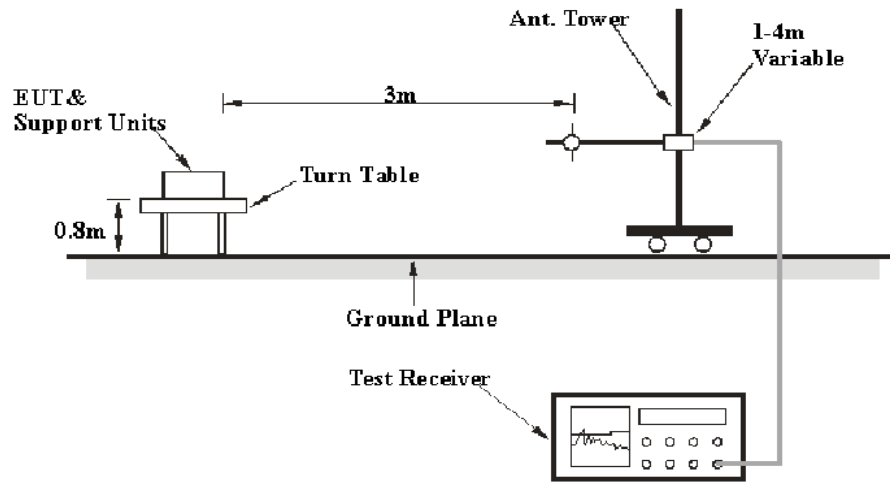 Ant. Tower
1-4m
Variable
3m
EUT&
Support Units
Turn Table
0.8m
Ground Plane
Test Receiver